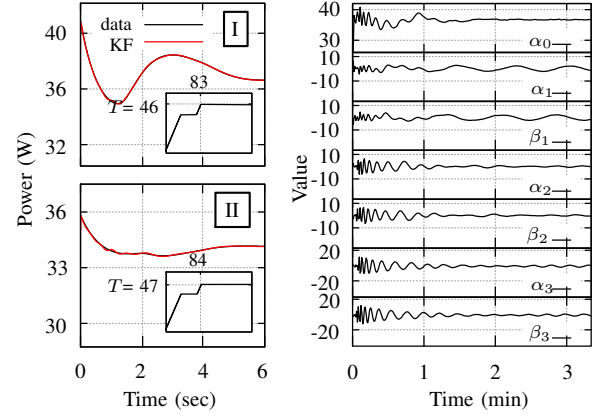 40
36
32
data
KF
I
83
T = 46
36
33
30
II
84
T = 47
Power (W)
0 2 4 6
Time (sec)
40
30
α0
10
-10
α1
10
-10
β1
10
-10
α2
10
-10
β2
20
-20
α3
20
-20
β3
Value
0 1 2 3
Time (min)